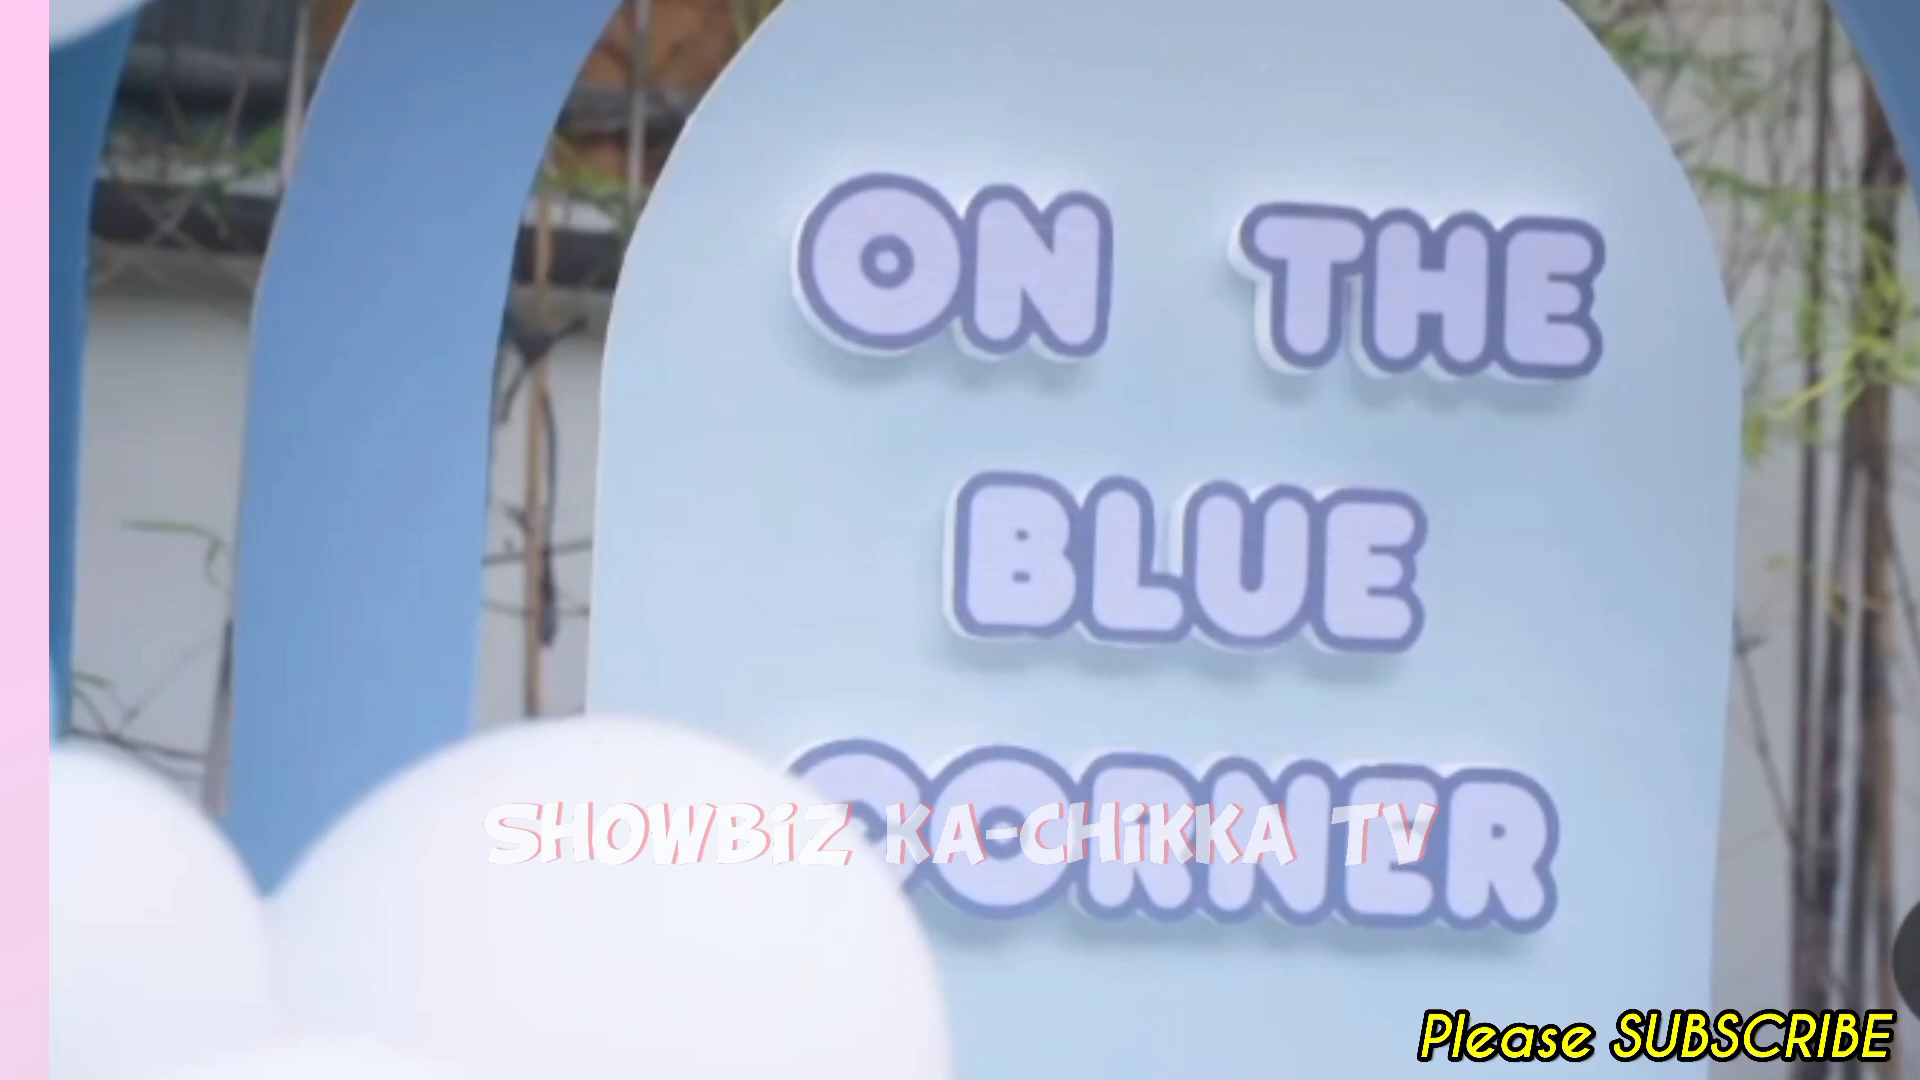 ON THE
BLUE
CORNER
SHOWBiZ KA-CHiKKA TV
Please SUBSCRIBE